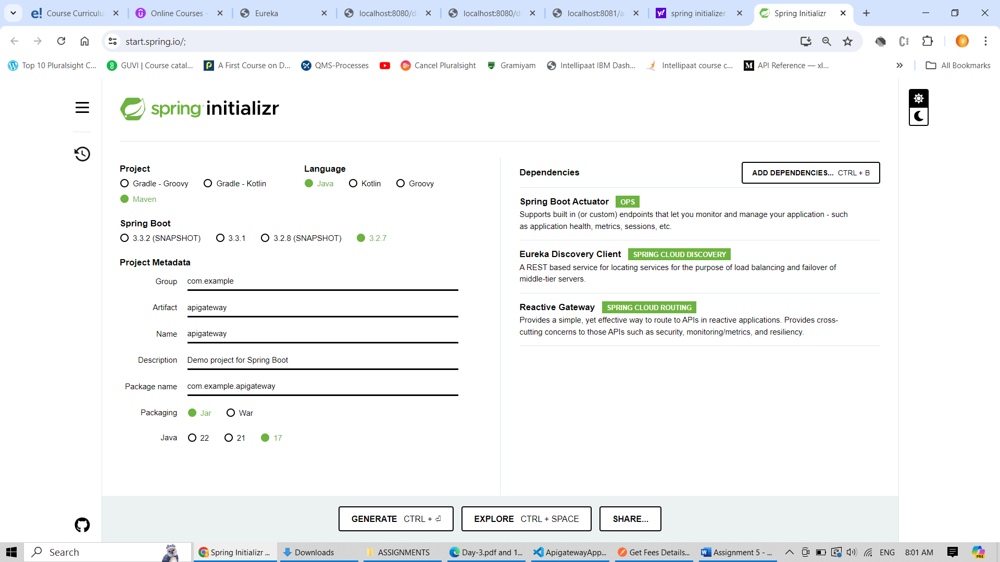 Course Curriculu
Online Courses -
Eureka
localhost:8080/d
localhost:8080/d
localhost:8081/a
spring initializer
Spring Initializr
start.spring.io/;
Top 10 Pluralsight C...
GUVI | Course catal...
A First Course on D...
QMS-Processes
Cancel Pluralsight
Gramiyam
Intellipaat IBM Dash...
Intellipaat course c...
API Reference — xl...
All Bookmarks
spring initializr
Project
Gradle - Groovy
Gradle - Kotlin
Maven
Language
Java
Kotlin
Groovy
Spring Boot
3.3.2 (SNAPSHOT)
3.3.1
3.2.8 (SNAPSHOT)
3.2.7
Project Metadata
Group com.example
Artifact apigateway
Name apigateway
Description Demo project for Spring Boot
Package name com.example.apigateway
Packaging Jar War
Java 22 21 17
Dependencies
ADD DEPENDENCIES... CTRL + B
Spring Boot Actuator OPS
Supports built in (or custom) endpoints that let you monitor and manage your application - such
as application health, metrics, sessions, etc.
Eureka Discovery Client SPRING CLOUD DISCOVERY
A REST based service for locating services for the purpose of load balancing and failover of
middle-tier servers.
Reactive Gateway SPRING CLOUD ROUTING
Provides a simple, yet effective way to route to APIs in reactive applications. Provides cross-
cutting concerns to those APIs such as security, monitoring/metrics, and resiliency.
GENERATE CTRL + ⏎
EXPLORE CTRL + SPACE
SHARE...
Search
Spring Initializr ...
Downloads
ASSIGNMENTS
Day-3.pdf and 1...
ApigatewayApp...
Get Fees Details...
Assignment 5 - ...
ENG
8:01 AM
PRE